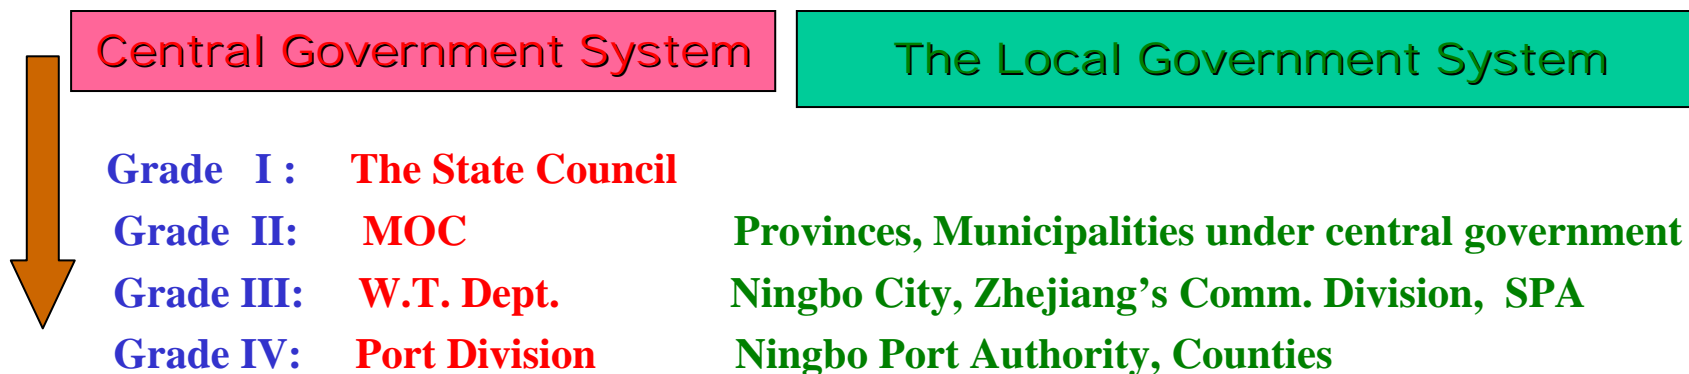 Central Government System    The Local Government System
Grade I : The State Council
Grade II: MOC    Provinces, Municipalities under central government
Grade III: W.T. Dept.    Ningbo City, Zhejiang’s Comm. Division, SPA
Grade IV: Port Division    Ningbo Port Authority, Counties